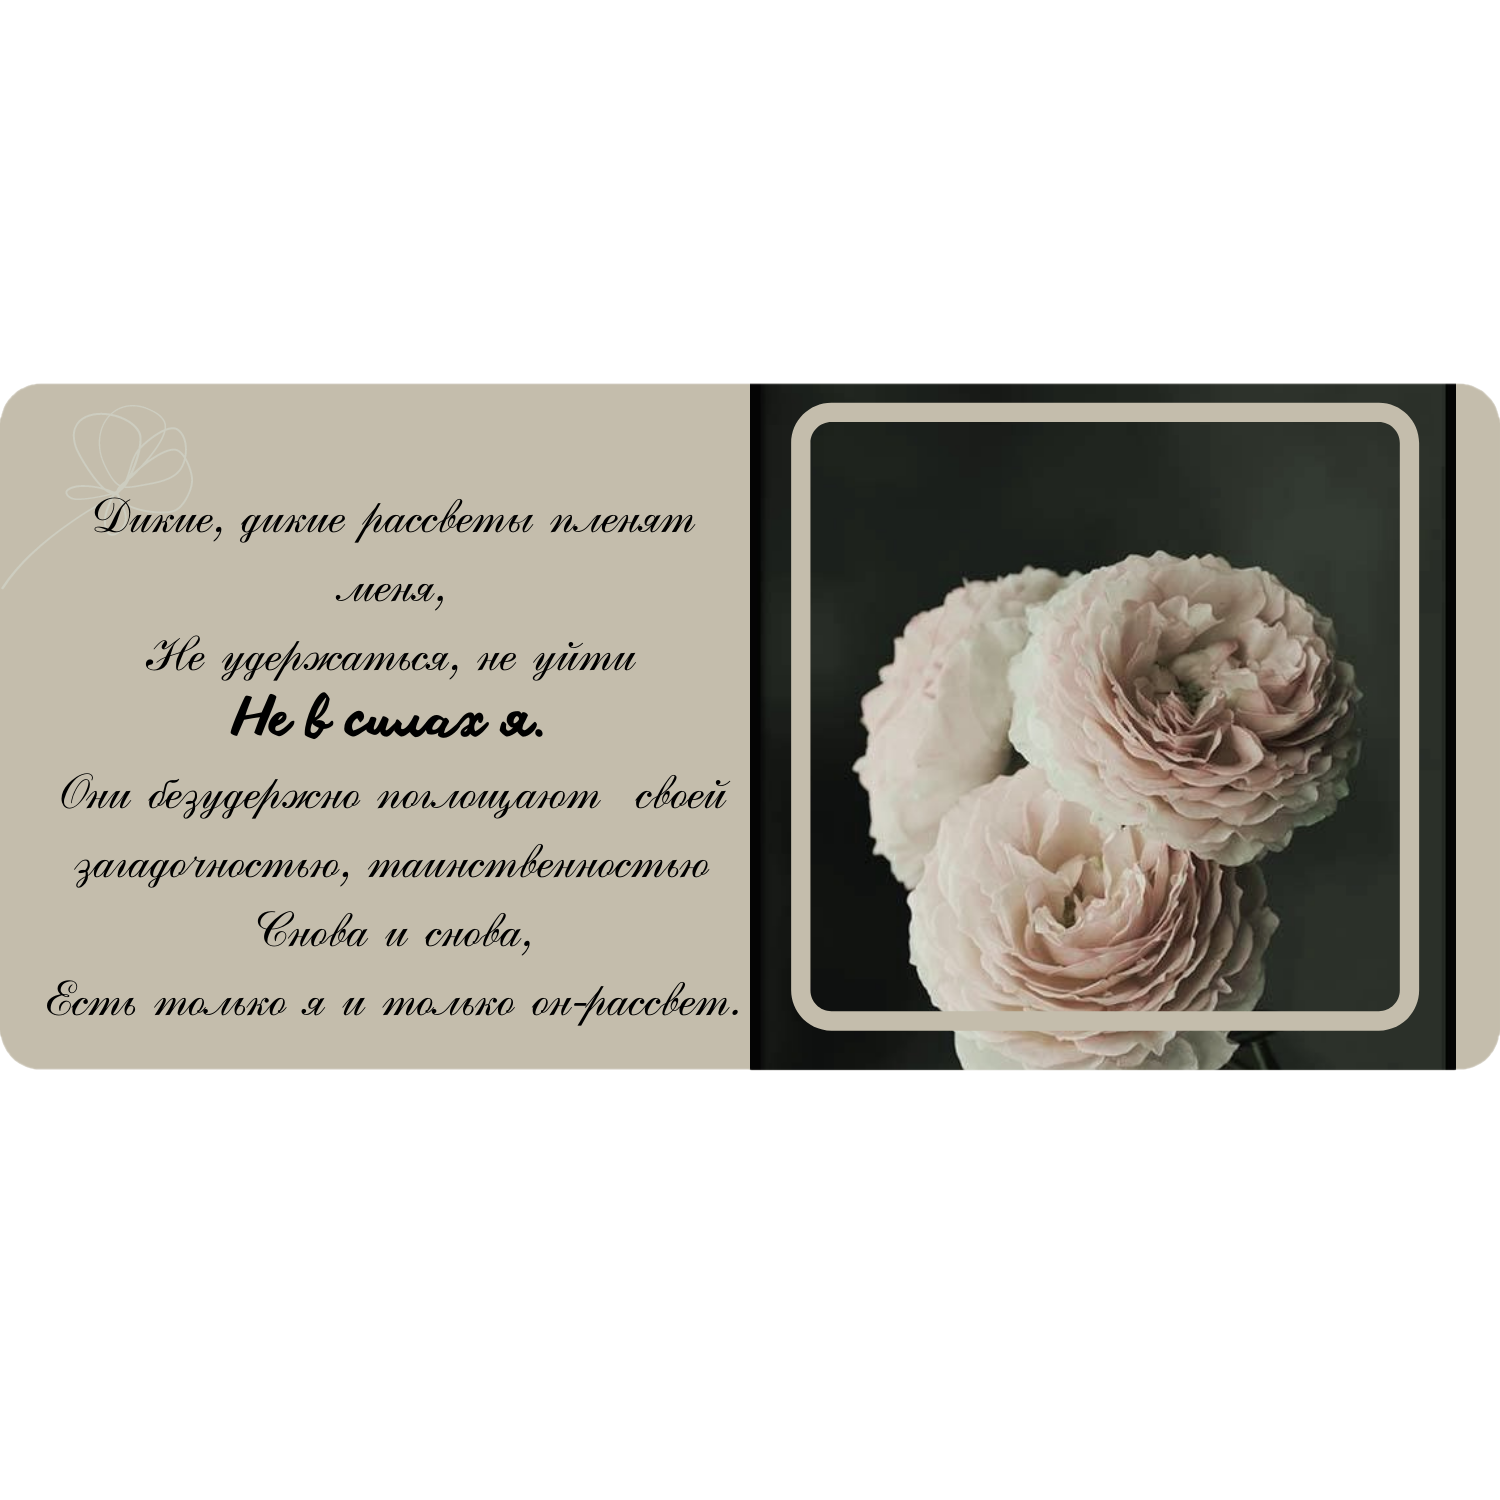 Дикие, дикие рассветы пленят
меня,
Не удержаться, не уйти
Не в силах я.
Они безудержно поглощают своей
загадочностью, таинственностью
Снова и снова,
Есть только я и только он-рассвет.